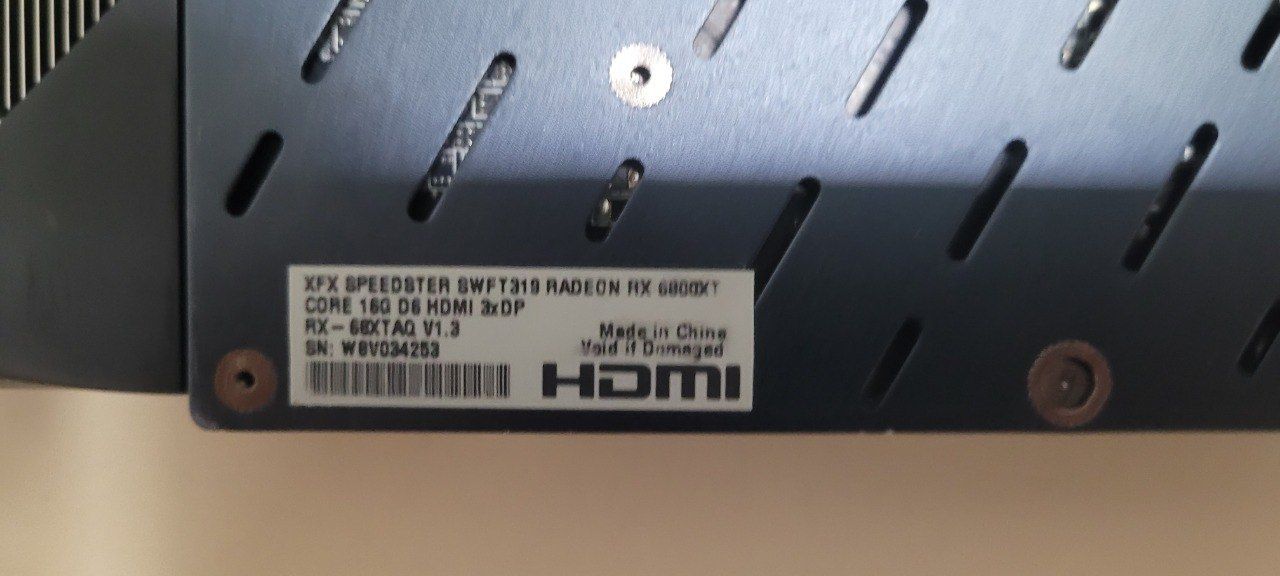 XFX SPEEDSTER SWFT319 RADEON RX 6800XT
CORE 16G D6 HDMI 3xDP
RX-68XTAQ V1.3
SN: W8V034253
Made in China
Void if Dmaged
HDMI